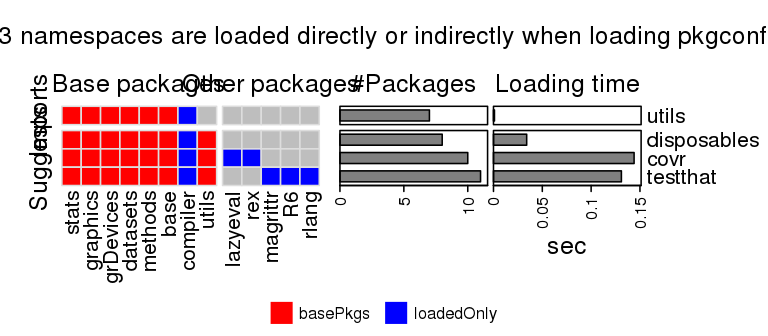 3 namespaces are loaded directly or indirectly when loading pkgconf
Base packages
Other packages
#Packages
Loading time
Imports
utils
Suggests
disposables
covr
testthat
stats
graphics
grDevices
datasets
methods
base
compiler
utils
lazyeval
rex
magrittr
R6
rlang
0
5
10
0
0.05
0.1
0.15
sec
basePkgs
loadedOnly